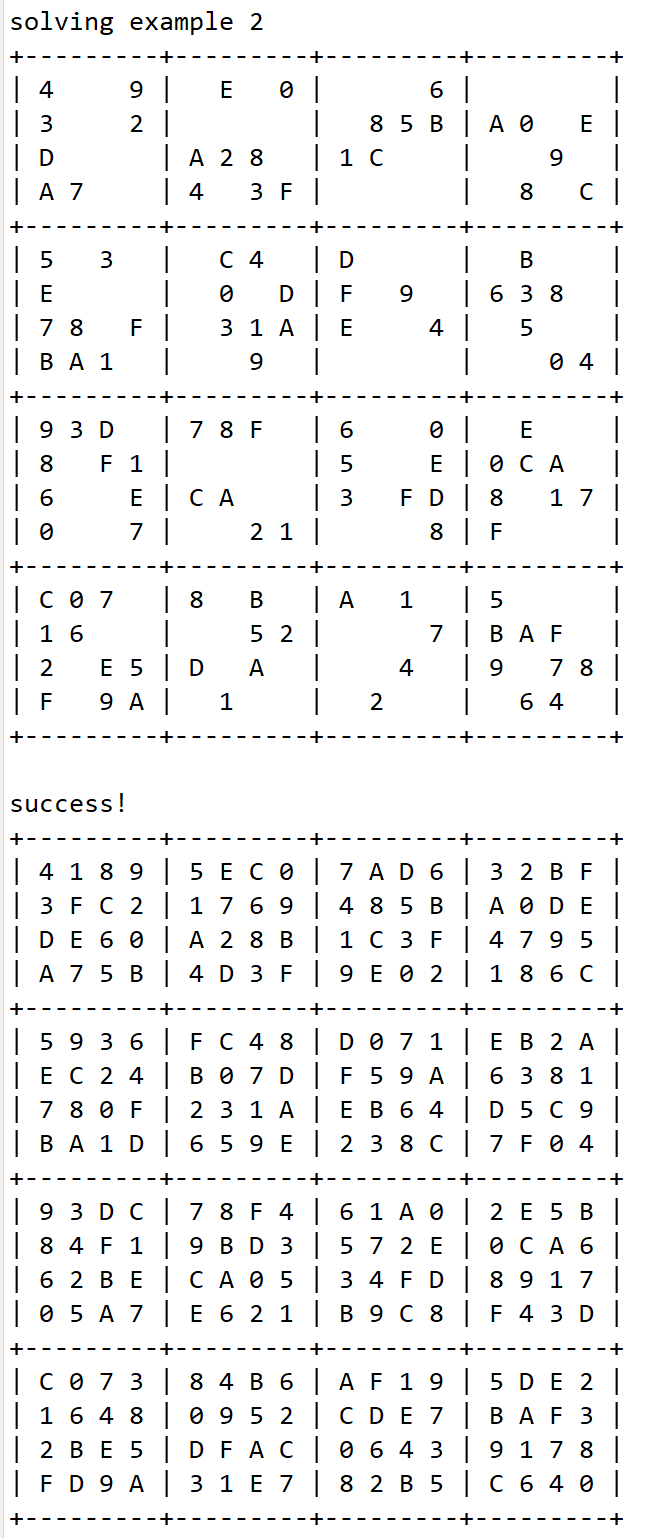 solving example 2
+---------+---------+---------+---------+
| 4     9 |   E   0 |       6 |         |
| 3     2 |         |   8 5 B | A 0   E |
| D       | A 2 8   | 1 C     |     9   |
| A 7     | 4   3 F |         |   8   C |
+---------+---------+---------+---------+
| 5   3   |   C 4   | D       |   B     |
| E       |   0   D | F   9   | 6 3 8   |
| 7 8   F |   3 1 A | E     4 |   5     |
| B A 1   |     9   |         |     0 4 |
+---------+---------+---------+---------+
| 9 3 D   | 7 8 F   | 6     0 |   E     |
| 8   F 1 |         | 5     E | 0 C A   |
| 6     E | C A     | 3   F D | 8   1 7 |
| 0     7 |     2 1 |       8 | F       |
+---------+---------+---------+---------+
| C 0 7   | 8   B   | A   1   | 5       |
| 1 6     |     5 2 |       7 | B A F   |
| 2   E 5 | D   A   |     4   | 9   7 8 |
| F   9 A |   1     |   2     |   6 4   |
+---------+---------+---------+---------+
success!
+---------+---------+---------+---------+
| 4 1 8 9 | 5 E C 0 | 7 A D 6 | 3 2 B F |
| 3 F C 2 | 1 7 6 9 | 4 8 5 B | A 0 D E |
| D E 6 0 | A 2 8 B | 1 C 3 F | 4 7 9 5 |
| A 7 5 B | 4 D 3 F | 9 E 0 2 | 1 8 6 C |
+---------+---------+---------+---------+
| 5 9 3 6 | F C 4 8 | D 0 7 1 | E B 2 A |
| E C 2 4 | B 0 7 D | F 5 9 A | 6 3 8 1 |
| 7 8 0 F | 2 3 1 A | E B 6 4 | D 5 C 9 |
| B A 1 D | 6 5 9 E | 2 3 8 C | 7 F 0 4 |
+---------+---------+---------+---------+
| 9 3 D C | 7 8 F 4 | 6 1 A 0 | 2 E 5 B |
| 8 4 F 1 | 9 B D 3 | 5 7 2 E | 0 C A 6 |
| 6 2 B E | C A 0 5 | 3 4 F D | 8 9 1 7 |
| 0 5 A 7 | E 6 2 1 | B 9 C 8 | F 4 3 D |
+---------+---------+---------+---------+
| C 0 7 3 | 8 4 B 6 | A F 1 9 | 5 D E 2 |
| 1 6 4 8 | 0 9 5 2 | C D E 7 | B A F 3 |
| 2 B E 5 | D F A C | 0 6 4 3 | 9 1 7 8 |
| F D 9 A | 3 1 E 7 | 8 2 B 5 | C 6 4 0 |
+---------+---------+---------+---------+